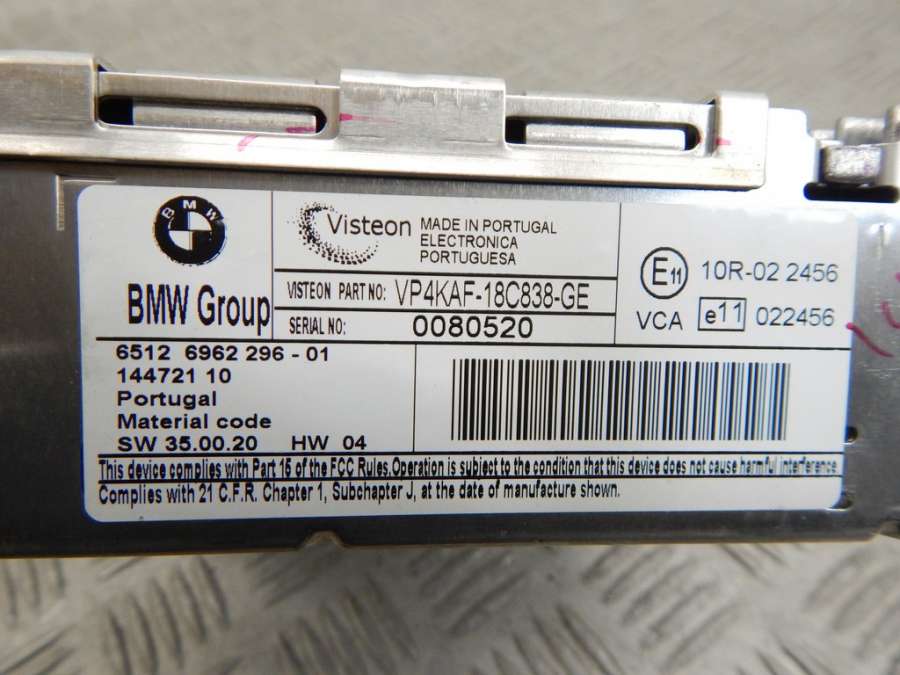 BMW
BMW Group
Visteon
MADE IN PORTUGAL
ELECTRONICA
PORTUGUESA
VISTEON PART NO: VP4KAF-18C838-GE
SERIAL NO: 0080520
E11 10R-02 2456
VCA e11 022456
6512 6962 296 - 01
144721 10
Portugal
Material code
SW 35.00.20 HW 04
This device complies with Part 15 of the FCC Rules.Operation is subject to the condition that this device does not cause harmful interference.
Complies with 21 C.F.R. Chapter 1, Subchapter J, at the date of manufacture shown.